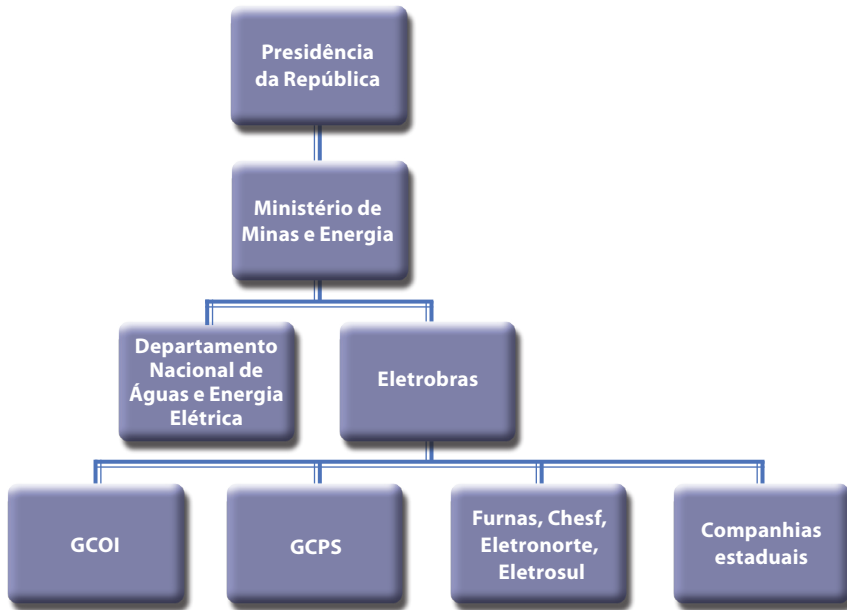 Presidência
da República
Ministério de
Minas e Energia
Departamento
Nacional de
Águas e Energia
Elétrica
Eletrobras
GCOI
GCPS
Furnas, Chesf,
Eletronorte,
Eletrosul
Companhias
estaduais